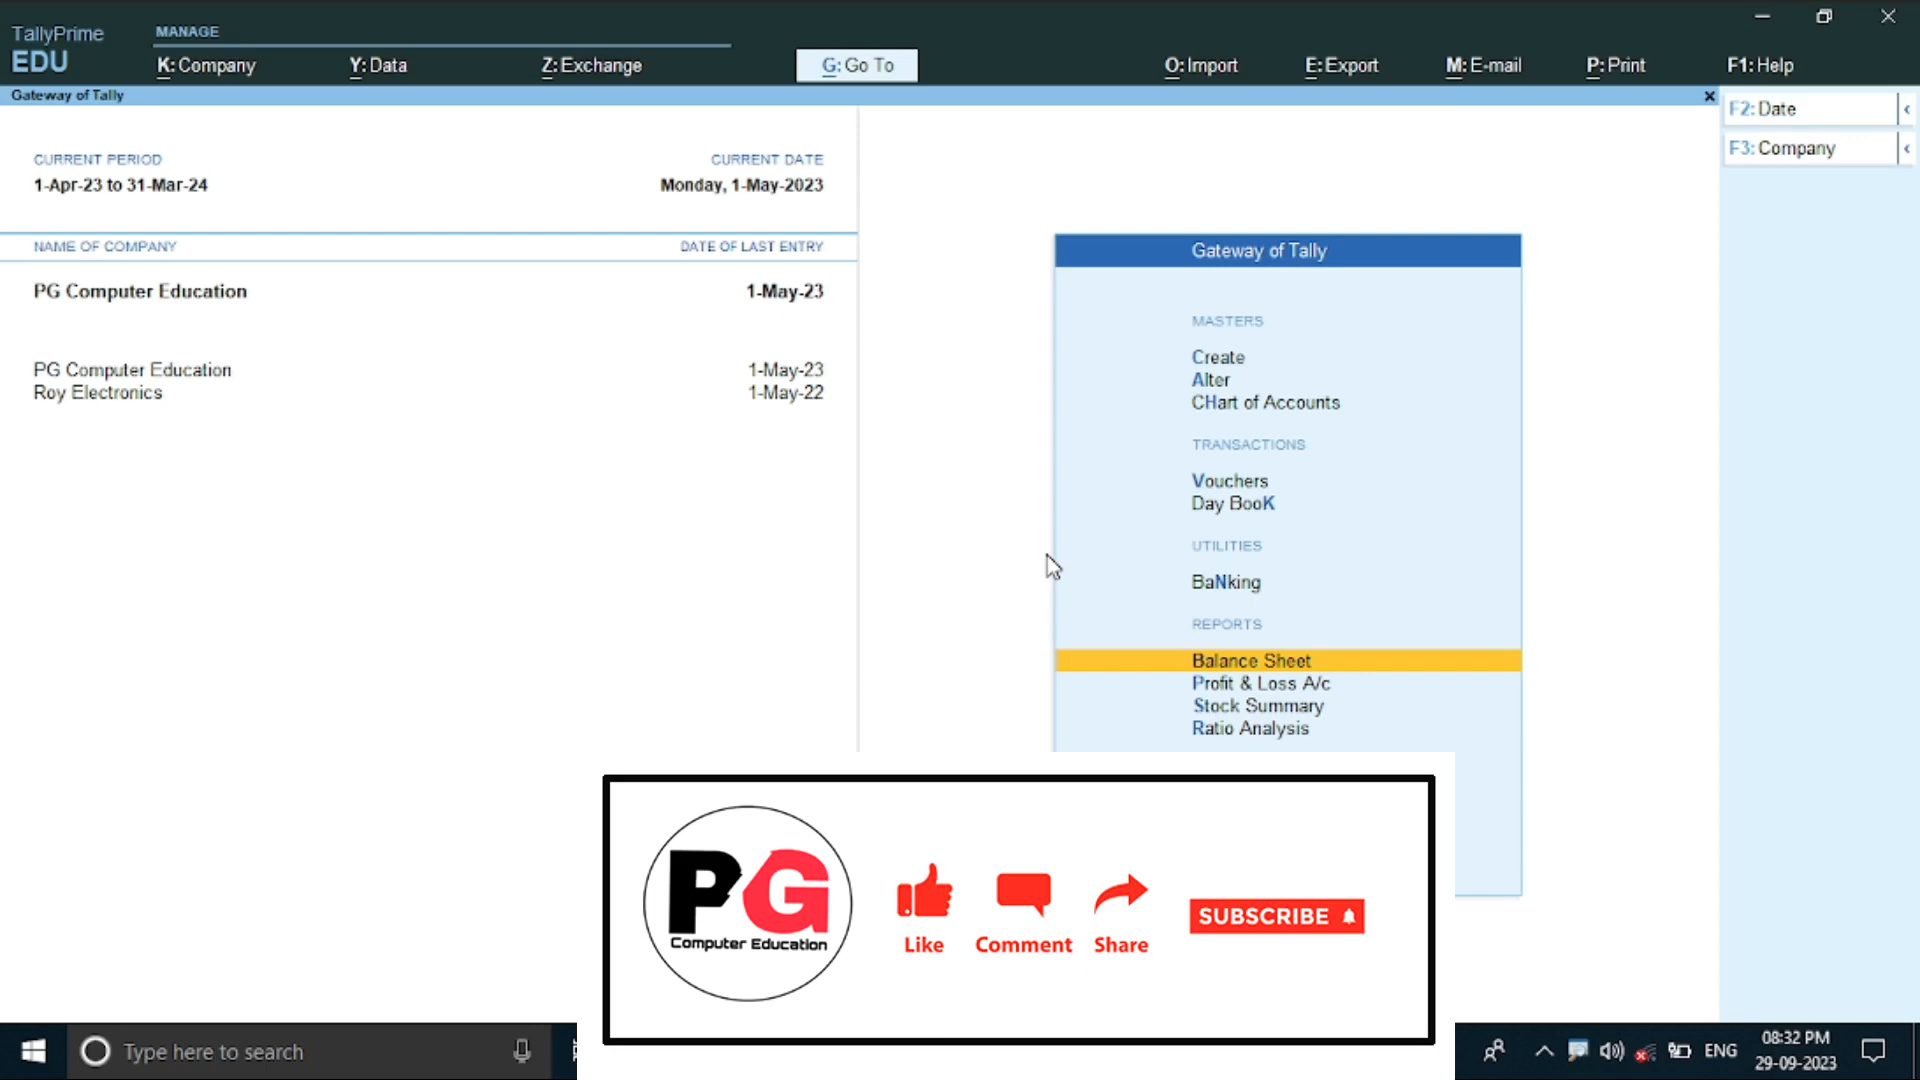 TallyPrime
EDU
MANAGE
K: Company
Y: Data
Z: Exchange
G: Go To
O: Import
E: Export
M: E-mail
P: Print
F1: Help
Gateway of Tally
F2: Date
F3: Company
CURRENT PERIOD
CURRENT DATE
1-Apr-23 to 31-Mar-24
Monday, 1-May-2023
NAME OF COMPANY
DATE OF LAST ENTRY
PG Computer Education
1-May-23
PG Computer Education
1-May-23
Roy Electronics
1-May-22
Gateway of Tally
MASTERS
Create
Alter
CHart of Accounts
TRANSACTIONS
Vouchers
Day BooK
UTILITIES
BaNking
REPORTS
Balance Sheet
Profit & Loss A/c
Stock Summary
Ratio Analysis
PG
Computer Education
Like
Comment
Share
SUBSCRIBE
Type here to search
ENG
08:32 PM
29-09-2023